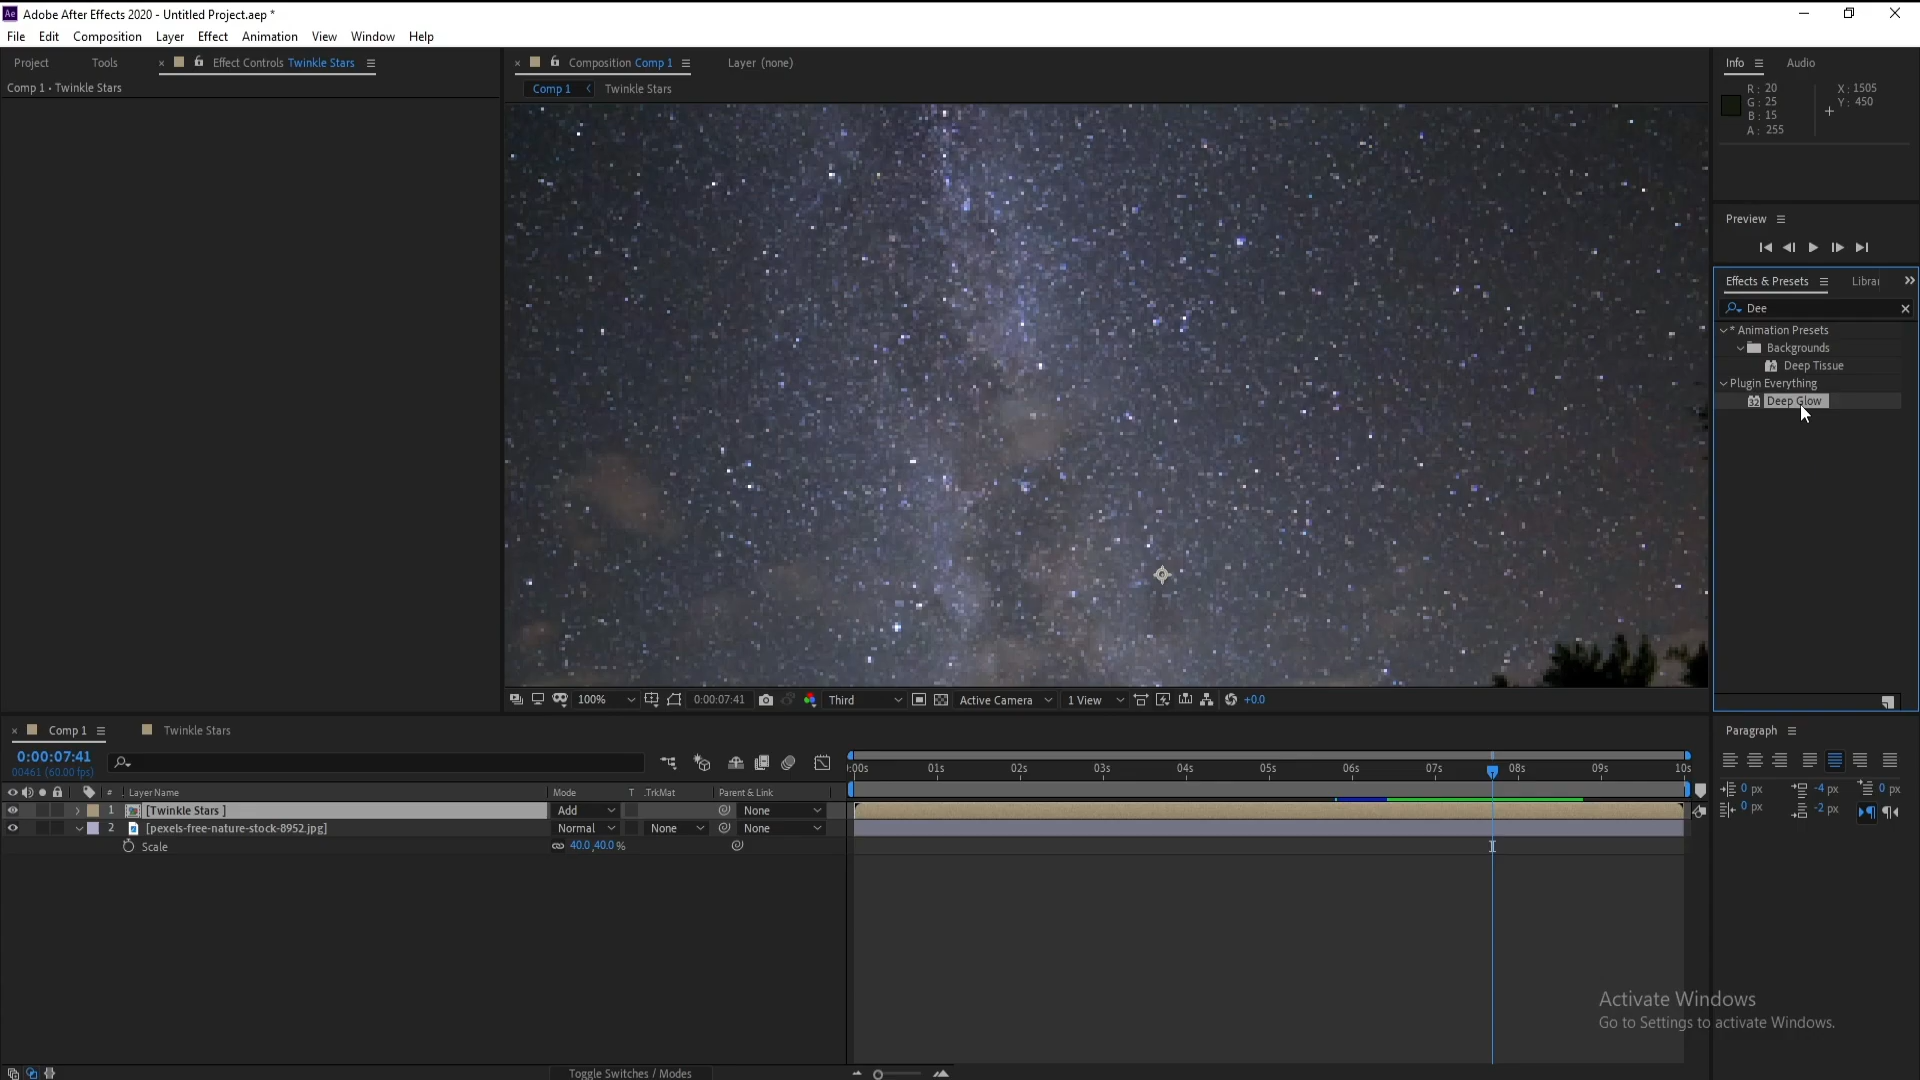 Adobe After Effects 2020 - Untitled Project.aep *
File Edit Composition Layer Effect Animation View Window Help
Project Tools Effect Controls Twinkle Stars
Comp 1 • Twinkle Stars
Composition Comp 1 Layer (none)
Comp 1 Twinkle Stars
Info Audio
R: 20
G: 25
B: 15
A: 255
X: 1505
Y: 450
Preview
Effects & Presets Librar
Dee
* Animation Presets
Backgrounds
Deep Tissue
Plugin Everything
32 Deep Glow
100% 0:00:07:41 Third Active Camera 1 View +0.0
Comp 1 Twinkle Stars
0:00:07:41
00461 (60.00 fps)
# Layer Name Mode T .TrkMat Parent & Link
1 [Twinkle Stars ] Add None
2 [pexels-free-nature-stock-8952.jpg] Normal None None
Scale 40.0,40.0 %
:00s 01s 02s 03s 04s 05s 06s 07s 08s 09s 10s
Toggle Switches / Modes
Paragraph
0 px -4 px 0 px
0 px -2 px
Activate Windows
Go to Settings to activate Windows.